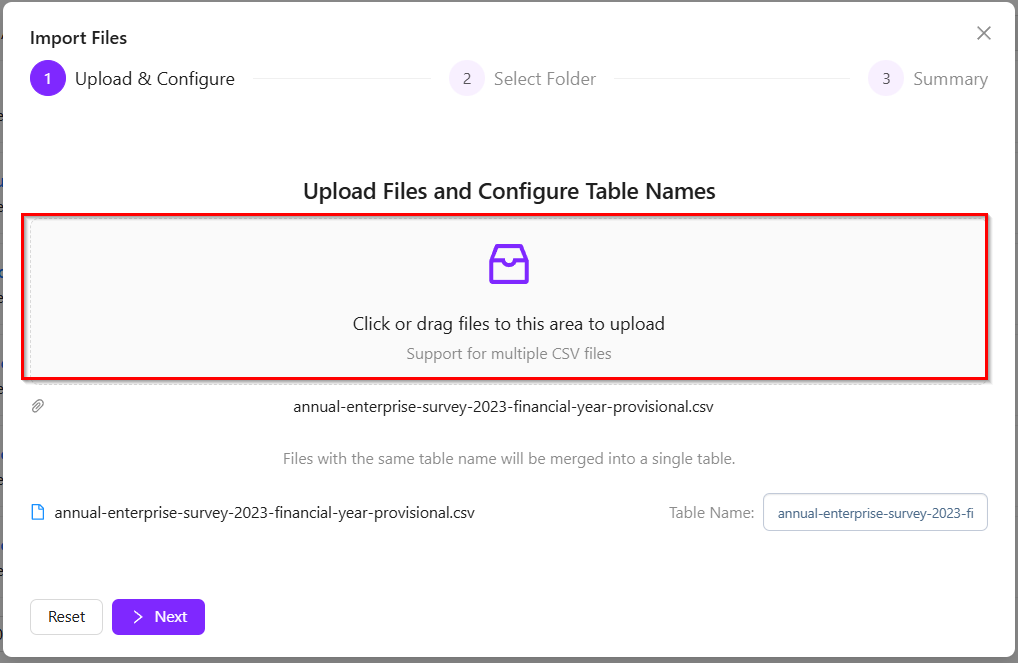 Import Files
1 Upload & Configure
2 Select Folder
3 Summary
Upload Files and Configure Table Names
Click or drag files to this area to upload
Support for multiple CSV files
annual-enterprise-survey-2023-financial-year-provisional.csv
Files with the same table name will be merged into a single table.
annual-enterprise-survey-2023-financial-year-provisional.csv
Table Name: annual-enterprise-survey-2023-fi
Reset
Next